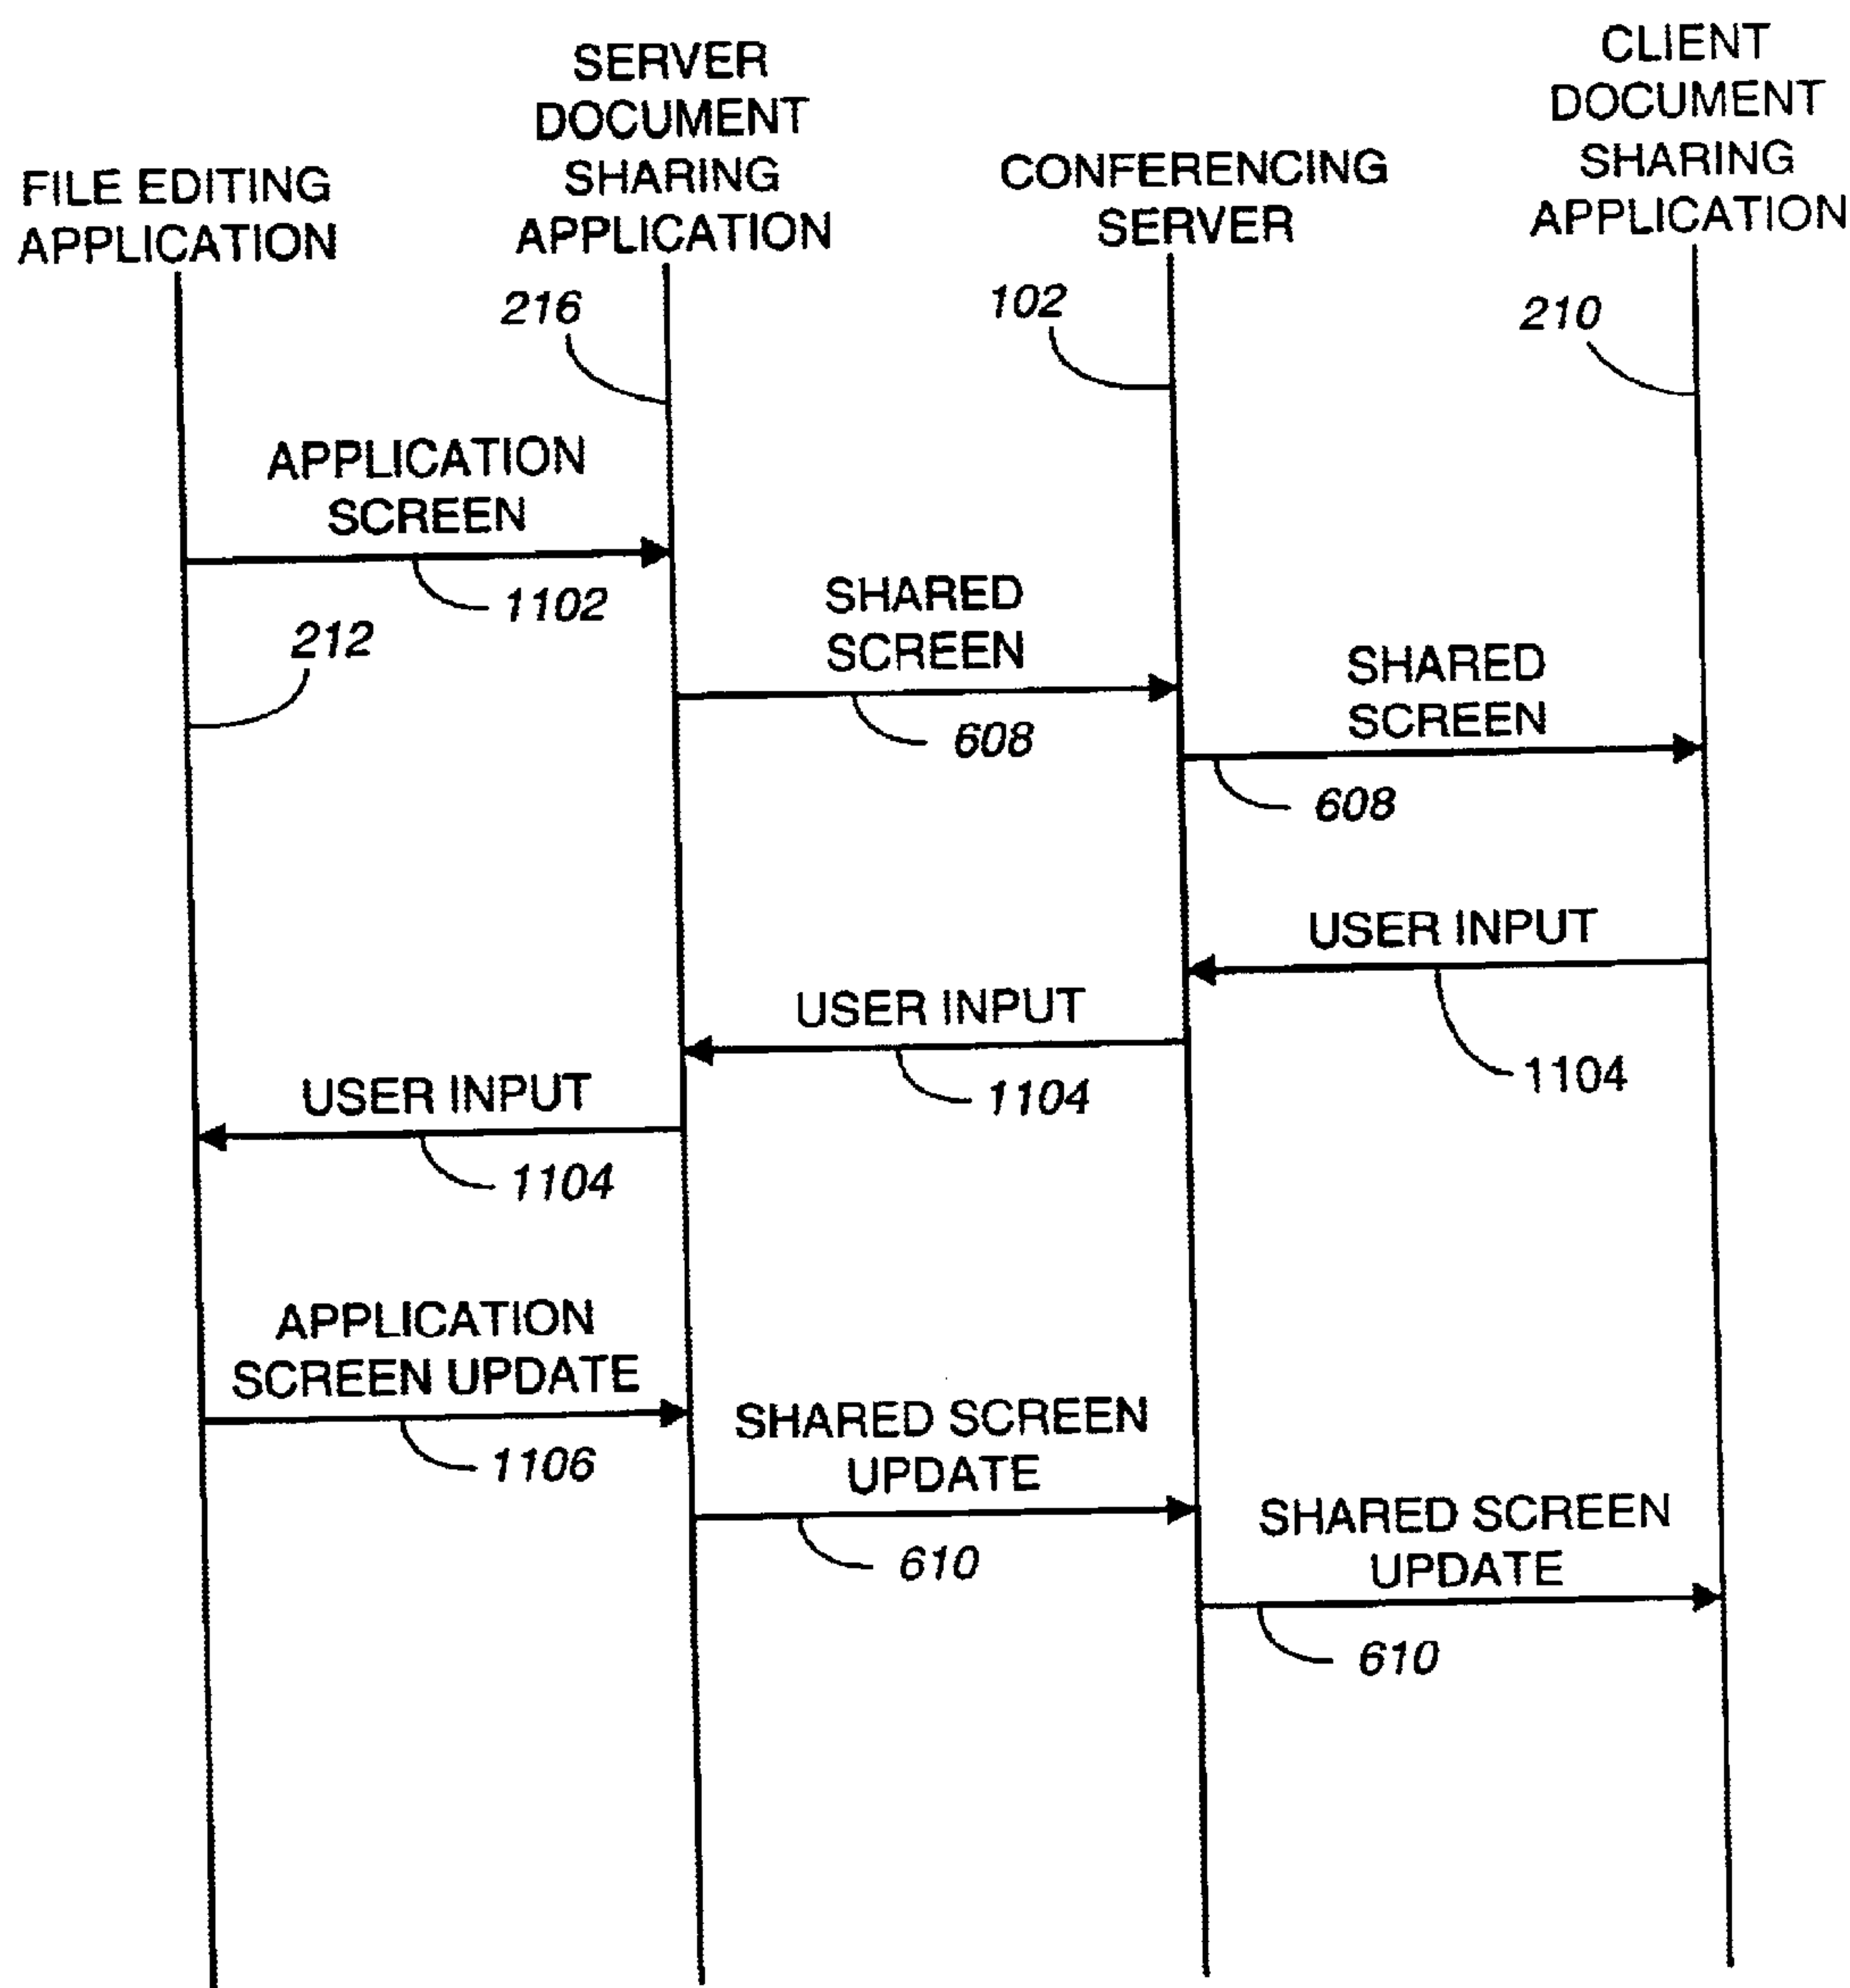 FILE EDITING
APPLICATION
SERVER
DOCUMENT
SHARING
APPLICATION
CONFERENCING
SERVER
CLIENT
DOCUMENT
SHARING
APPLICATION
216
102
210
APPLICATION
SCREEN
1102
212
SHARED
SCREEN
608
SHARED
SCREEN
608
USER INPUT
1104
USER INPUT
1104
USER INPUT
1104
APPLICATION
SCREEN UPDATE
1106
SHARED SCREEN
UPDATE
610
SHARED SCREEN
UPDATE
610